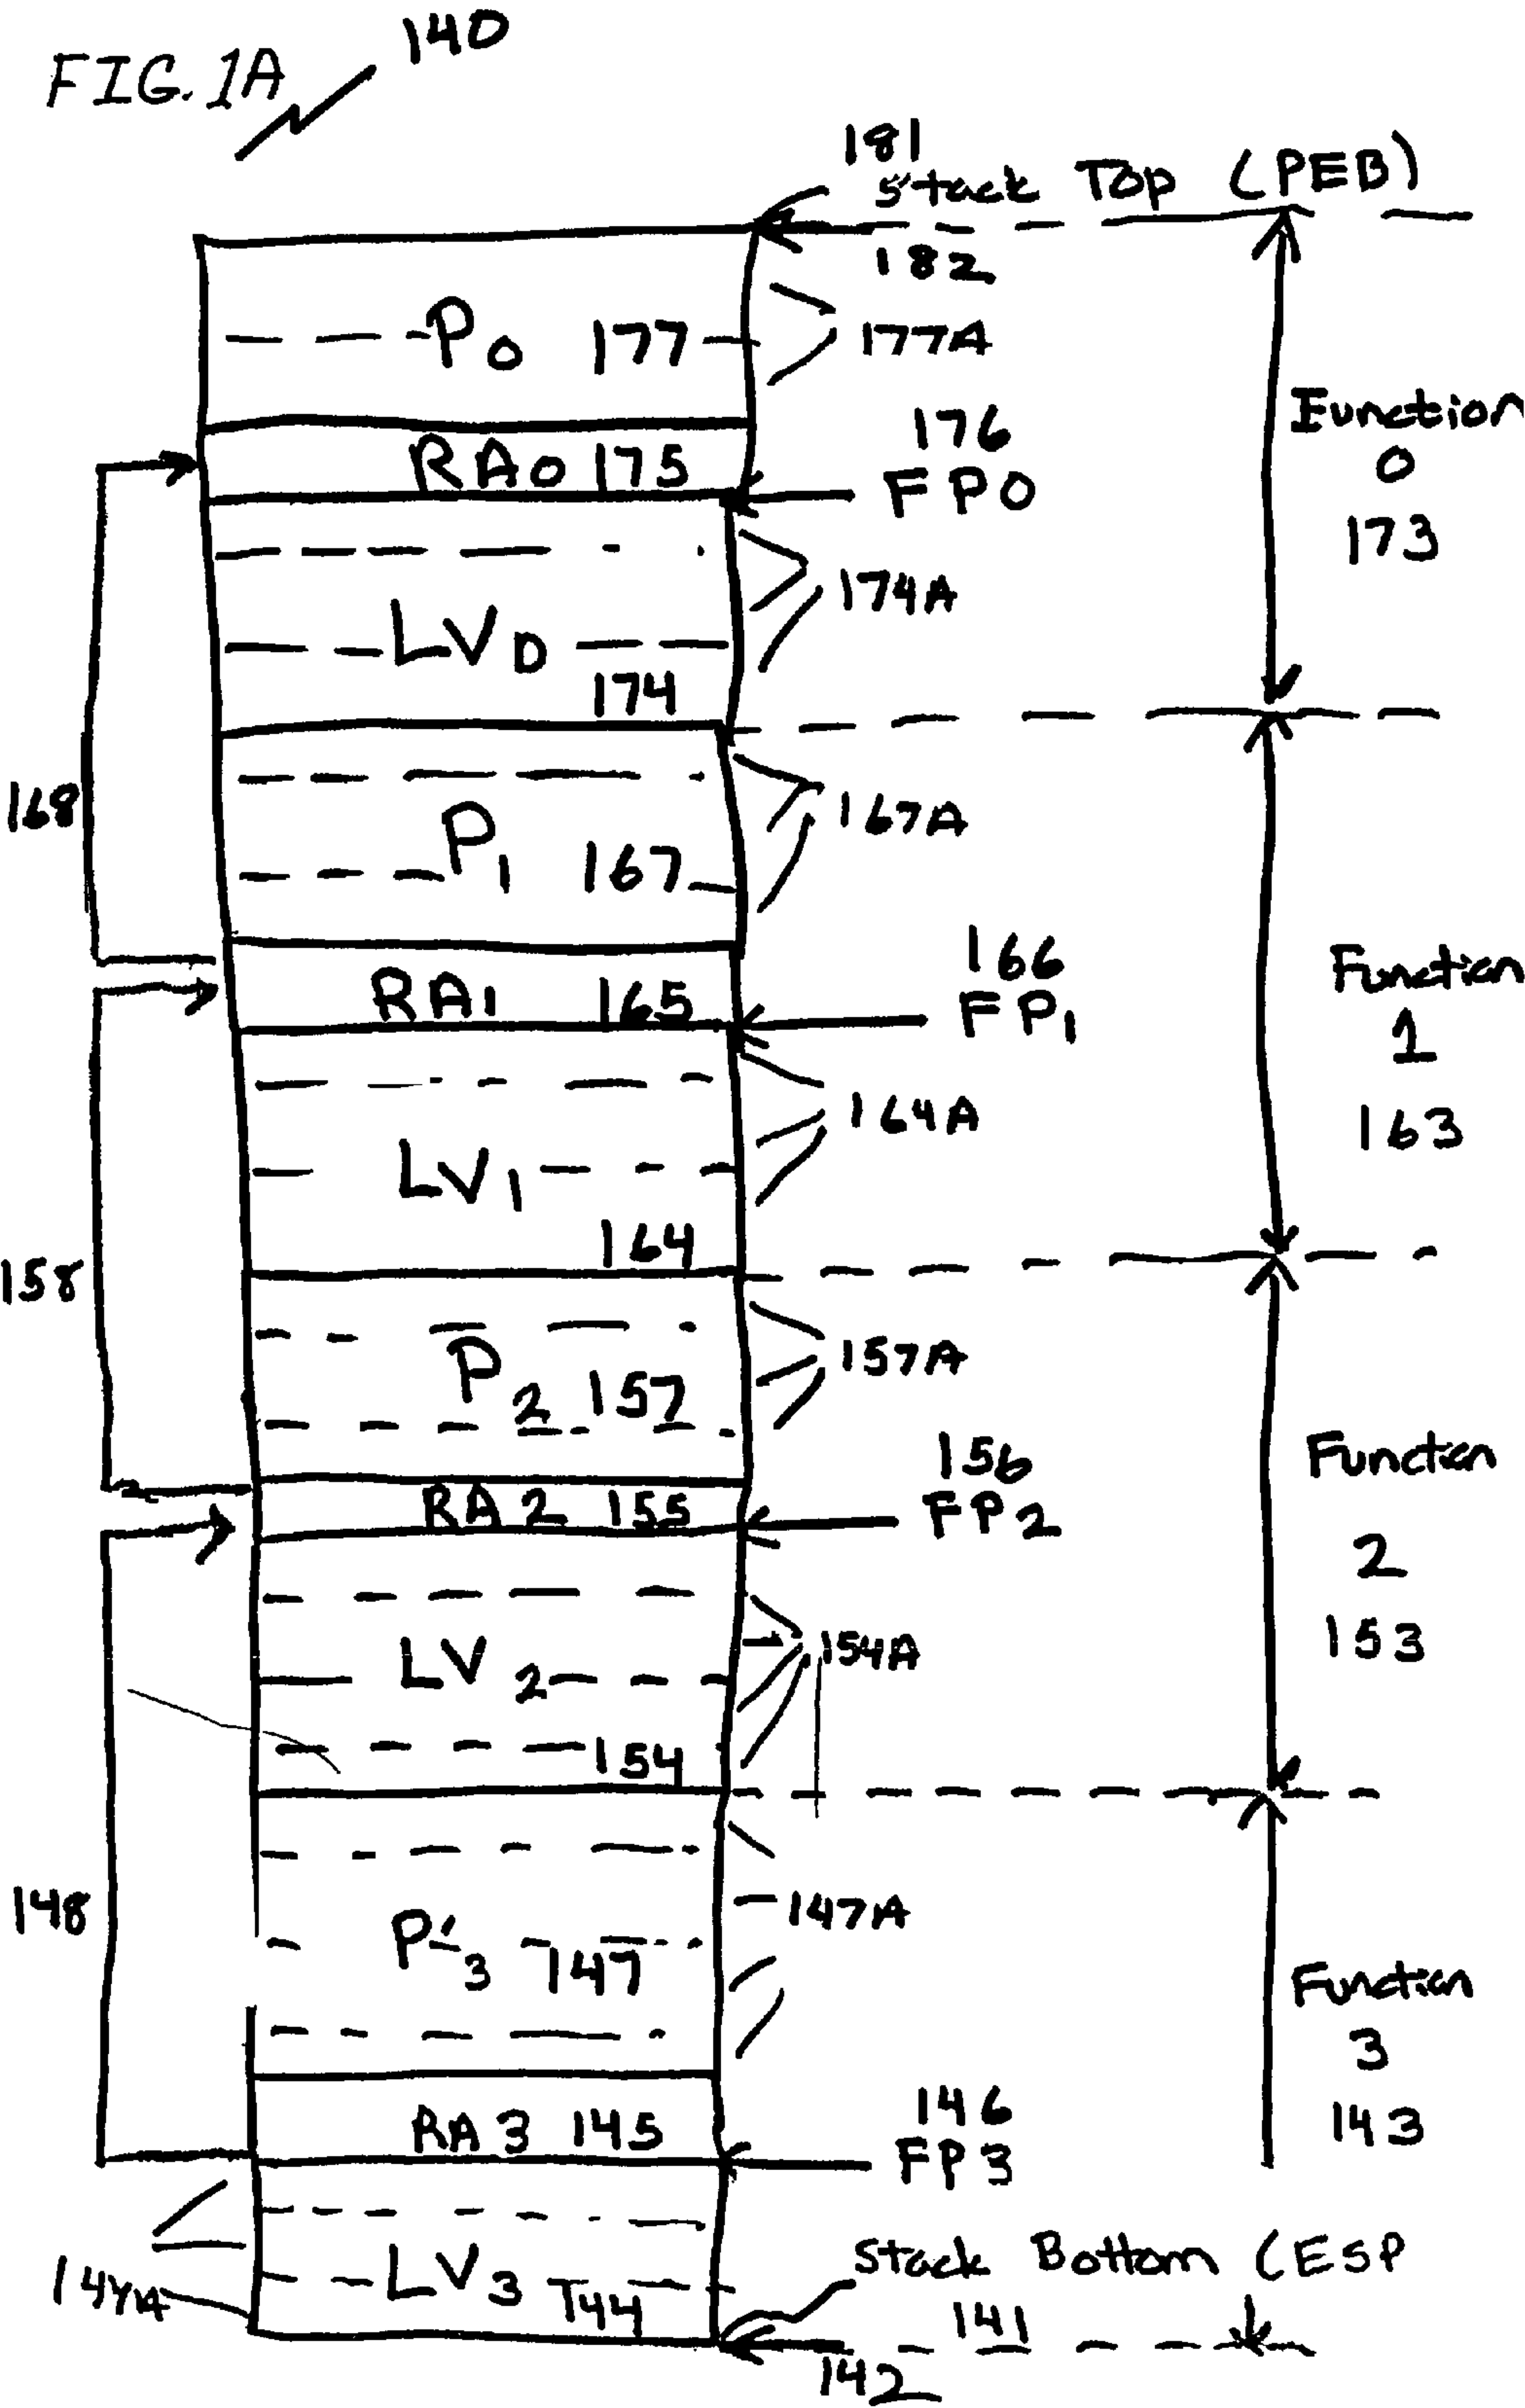 FIG. 1A
140
181
Stack Top (PEB)
182
P0 177
177A
Function
0
173
RA0 175
176
FP0
174A
LV0
174
168
P1 167
167A
RA1 165
166
FP1
Function
1
163
164A
LV1
164
158
P2 157
157A
RA2 155
156
FP2
Function
2
153
LV2
154A
154
148
P'3 147
147A
Function
3
143
RA3 145
146
FP3
144A
LV3 144
Stack Bottom (ESP
141
142